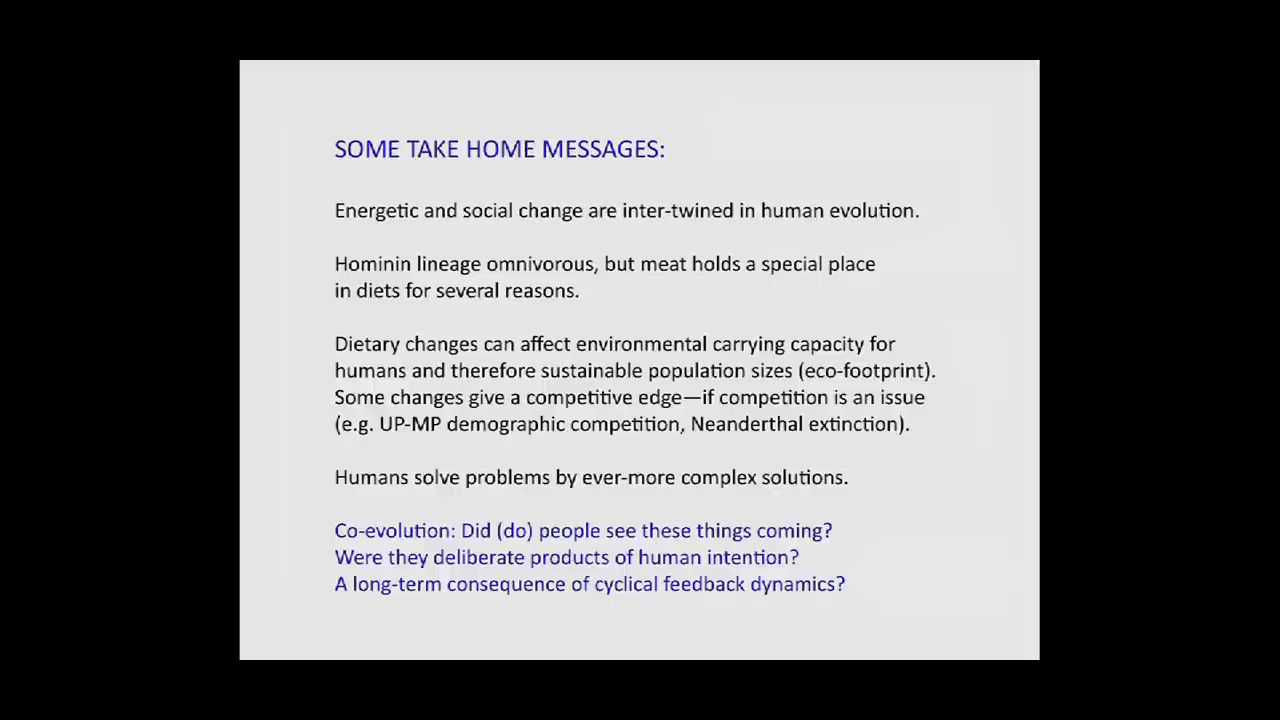 SOME TAKE HOME MESSAGES:
Energetic and social change are inter-twined in human evolution.
Hominin lineage omnivorous, but meat holds a special place
in diets for several reasons.
Dietary changes can affect environmental carrying capacity for
humans and therefore sustainable population sizes (eco-footprint).
Some changes give a competitive edge—if competition is an issue
(e.g. UP-MP demographic competition, Neanderthal extinction).
Humans solve problems by ever-more complex solutions.
Co-evolution: Did (do) people see these things coming?
Were they deliberate products of human intention?
A long-term consequence of cyclical feedback dynamics?